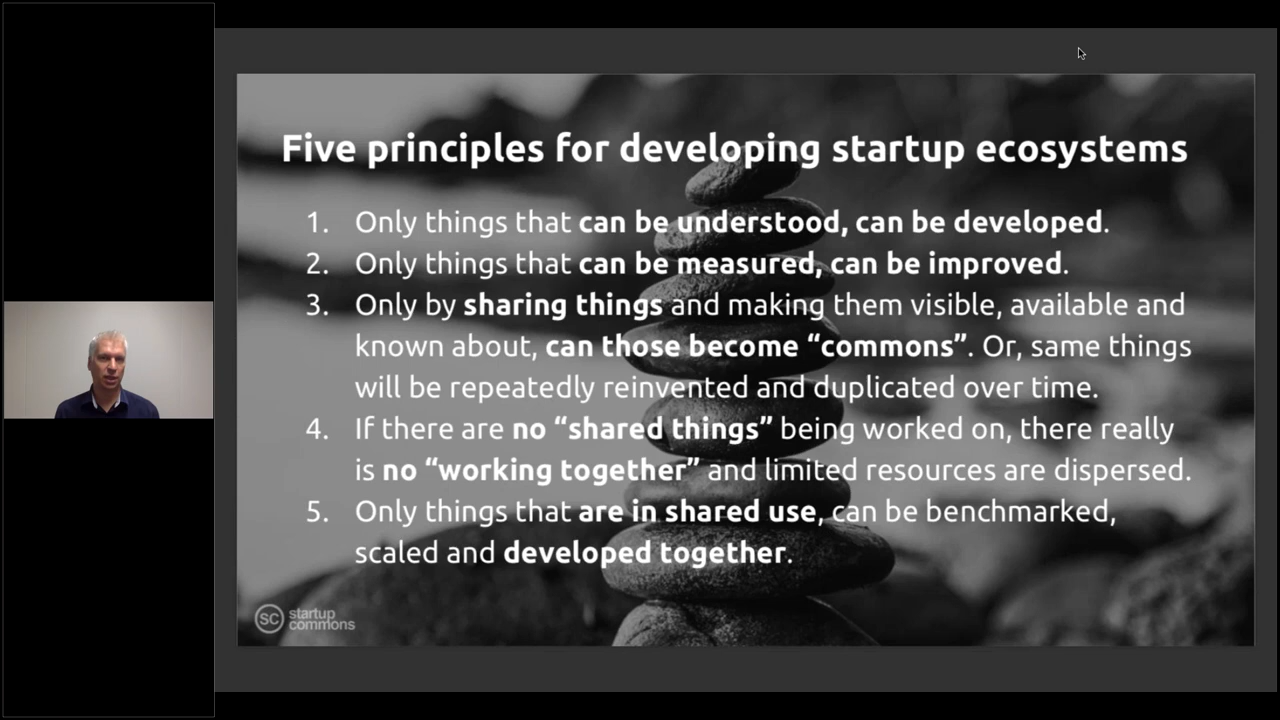 Five principles for developing startup ecosystems
1. Only things that can be understood, can be developed.
2. Only things that can be measured, can be improved.
3. Only by sharing things and making them visible, available and
known about, can those become “commons”. Or, same things
will be repeatedly reinvented and duplicated over time.
4. If there are no “shared things” being worked on, there really
is no “working together” and limited resources are dispersed.
5. Only things that are in shared use, can be benchmarked,
scaled and developed together.
SC startup
commons